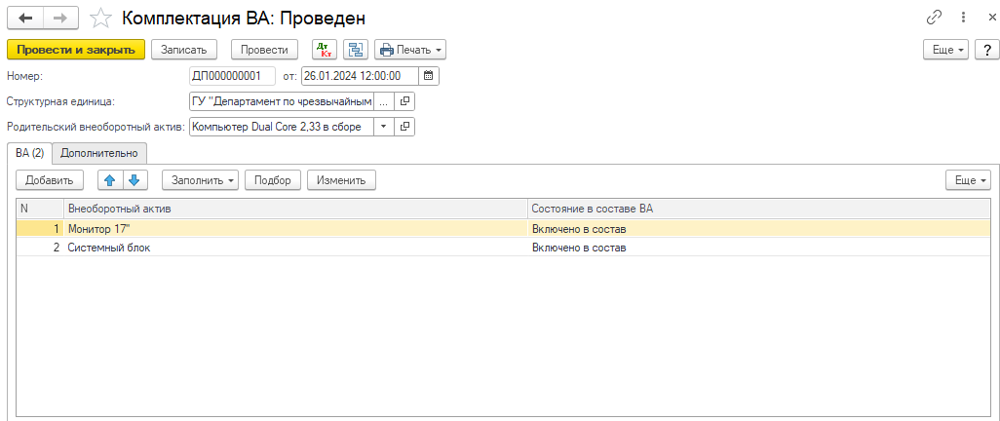 Комплектация ВА: Проведен
Провести и закрыть Записать Провести Дт Кт Печать Еще ?
Номер: ДП000000001 от: 26.01.2024 12:00:00
Структурная единица: ГУ "Департамент по чрезвычайным ...
Родительский внеоборотный актив: Компьютер Dual Core 2,33 в сборе
ВА (2) Дополнительно
Добавить Заполнить Подбор Изменить Еще
N Внеоборотный актив Состояние в составе ВА
1 Монитор 17" Включено в состав
2 Системный блок Включено в состав